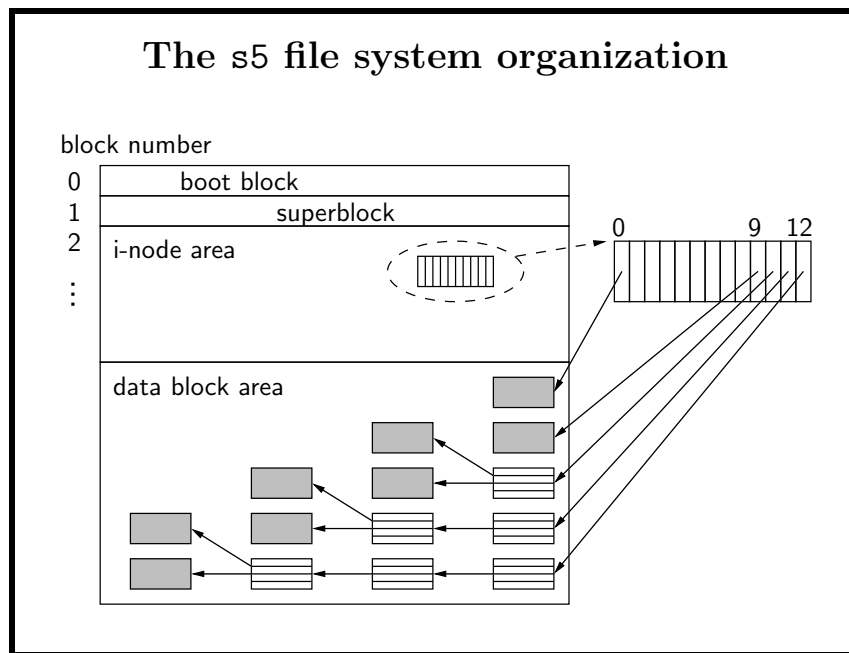 The s5 file system organization
block number
0 boot block
1 superblock
0 9 12
2 i-node area
⋮
data block area